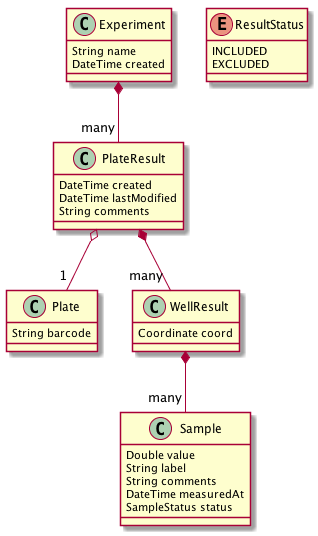 C Experiment
String name
DateTime created
E ResultStatus
INCLUDED
EXCLUDED
many
C PlateResult
DateTime created
DateTime lastModified
String comments
1
many
C Plate
String barcode
C WellResult
Coordinate coord
many
C Sample
Double value
String label
String comments
DateTime measuredAt
SampleStatus status